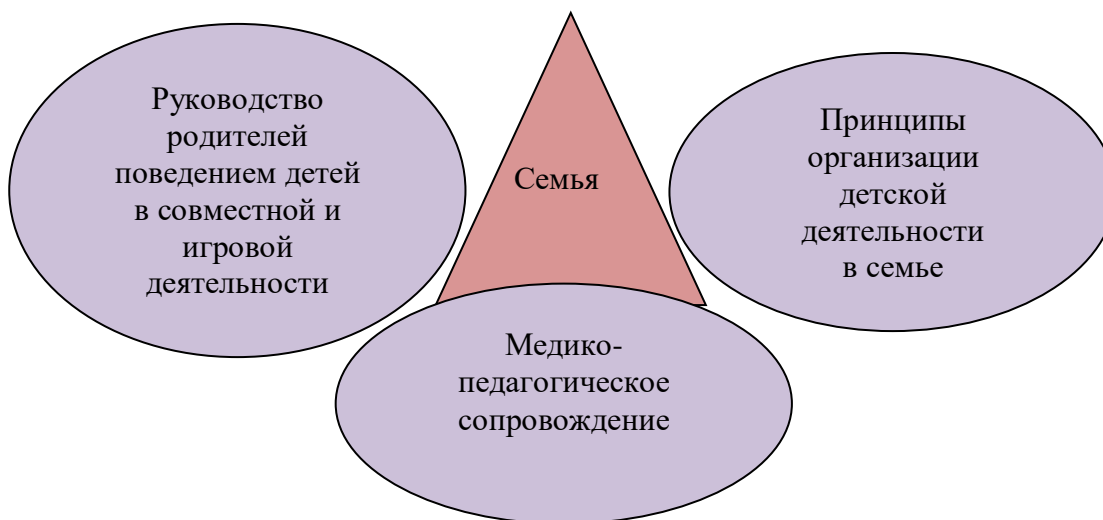 Руководство
родителей
поведением детей
в совместной и
игровой
деятельности
Семья
Принципы
организации
детской
деятельности
в семье
Медико-
педагогическое
сопровождение